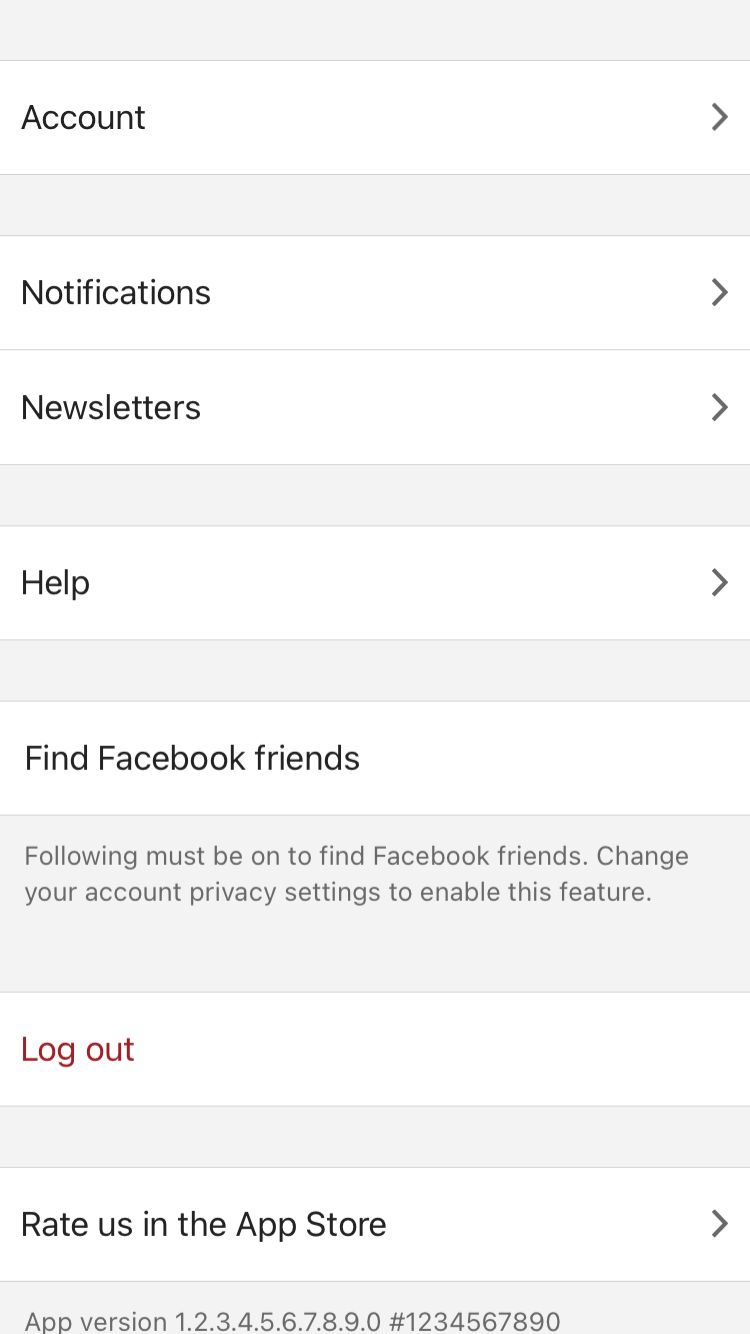 Account
Notifications
Newsletters
Help
Find Facebook friends
Following must be on to find Facebook friends. Change
your account privacy settings to enable this feature.
Log out
Rate us in the App Store
App version 1.2.3.4.5.6.7.8.9.0 #1234567890